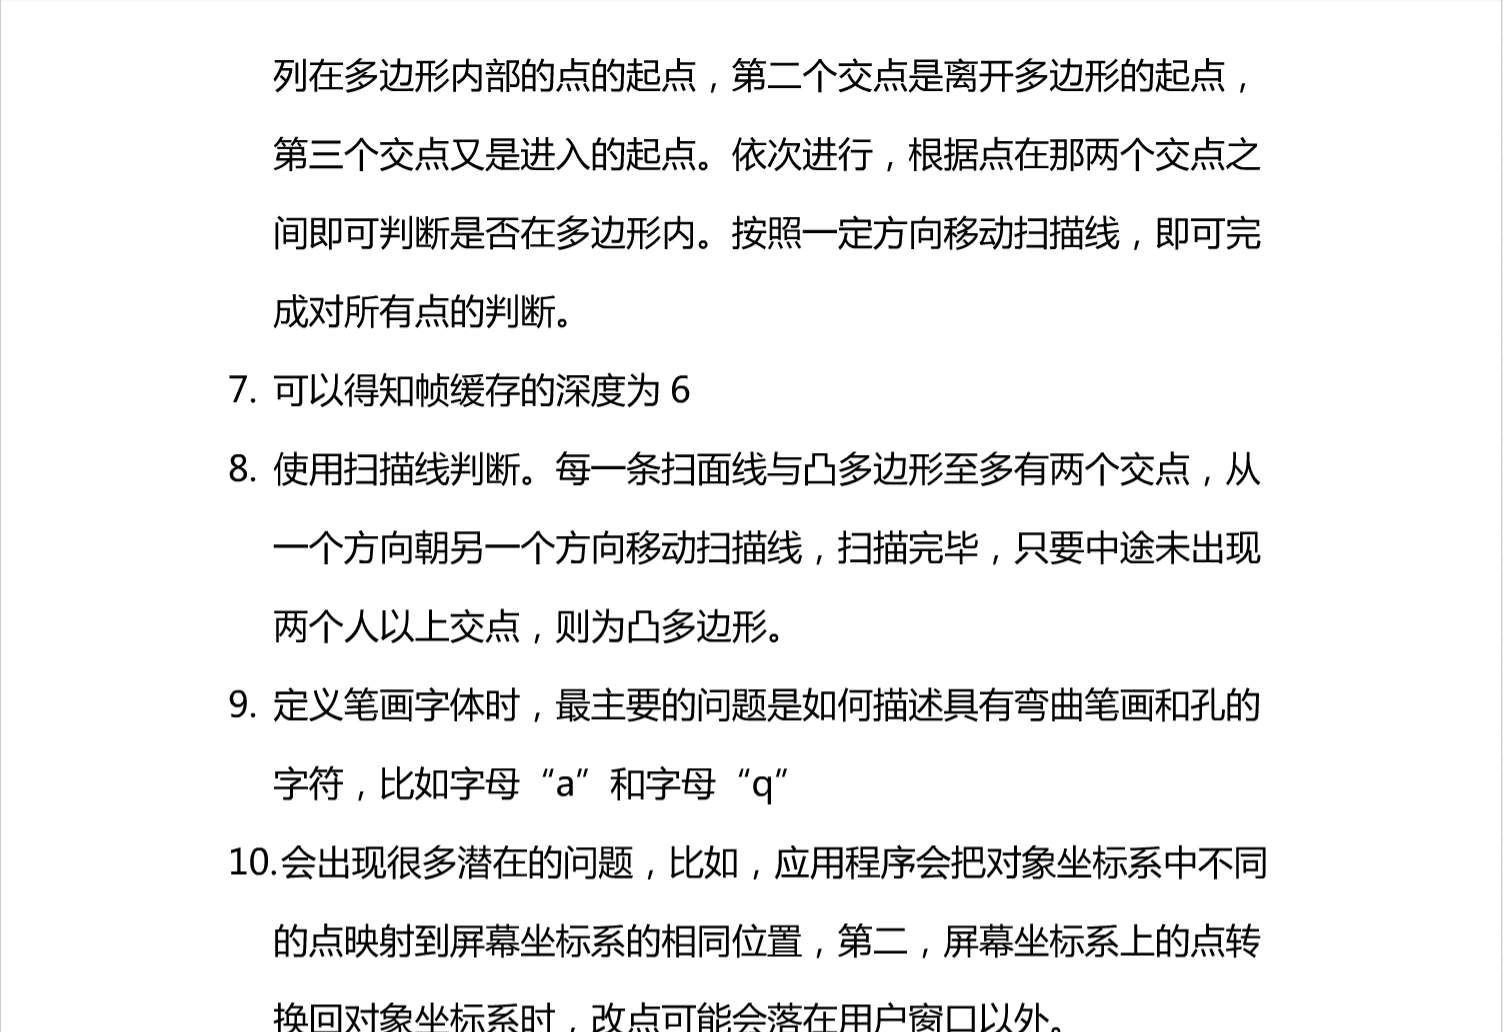 列在多边形内部的点的起点，第二个交点是离开多边形的起点，
第三个交点又是进入的起点。依次进行，根据点在那两个交点之
间即可判断是否在多边形内。按照一定方向移动扫描线，即可完
成对所有点的判断。
7. 可以得知帧缓存的深度为 6
8. 使用扫描线判断。每一条扫面线与凸多边形至多有两个交点，从
一个方向朝另一个方向移动扫描线，扫描完毕，只要中途未出现
两个人以上交点，则为凸多边形。
9. 定义笔画字体时，最主要的问题是如何描述具有弯曲笔画和孔的
字符，比如字母“a”和字母“q”
10.会出现很多潜在的问题，比如，应用程序会把对象坐标系中不同
的点映射到屏幕坐标系的相同位置，第二，屏幕坐标系上的点转
换回对象坐标系时，改点可能会落在用户窗口以外。